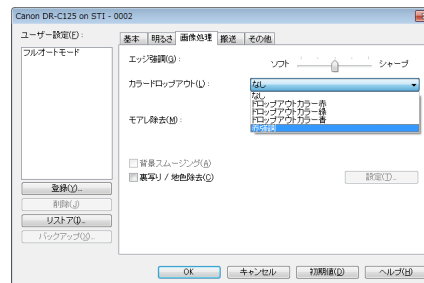 Canon DR-C125 on STI - 0002
ユーザー設定(F):
フルオートモード
登録(Y)...
削除(J)
リストア(I)...
バックアップ(X)...
基本 明るさ 画像処理 搬送 その他
エッジ強調(G):
ソフト シャープ
カラードロップアウト(L):
なし
なし
ドロップアウトカラー赤
ドロップアウトカラー緑
ドロップアウトカラー青
赤強調
モアレ除去(M):
背景スムージング(A)
裏写り / 地色除去(C)
設定(T)...
OK キャンセル 初期値(D) ヘルプ(H)